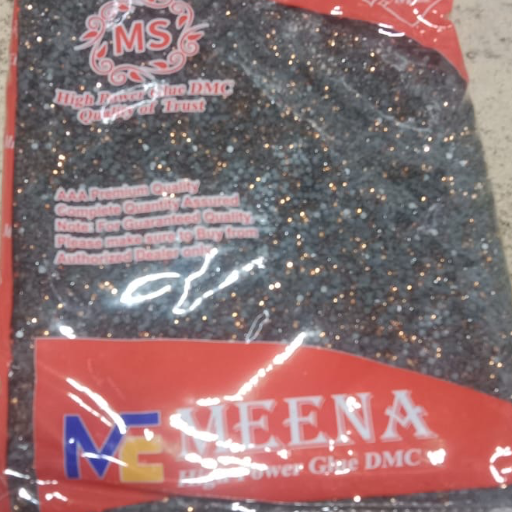 MS
High Power Glue DMC
Quality of Trust
AAA Premium Quality
Complete Quantity Assured
Note: For Guaranteed Quality
Please make sure to Buy from
Authorized Dealer only
MEENA
High Power Glue DMC